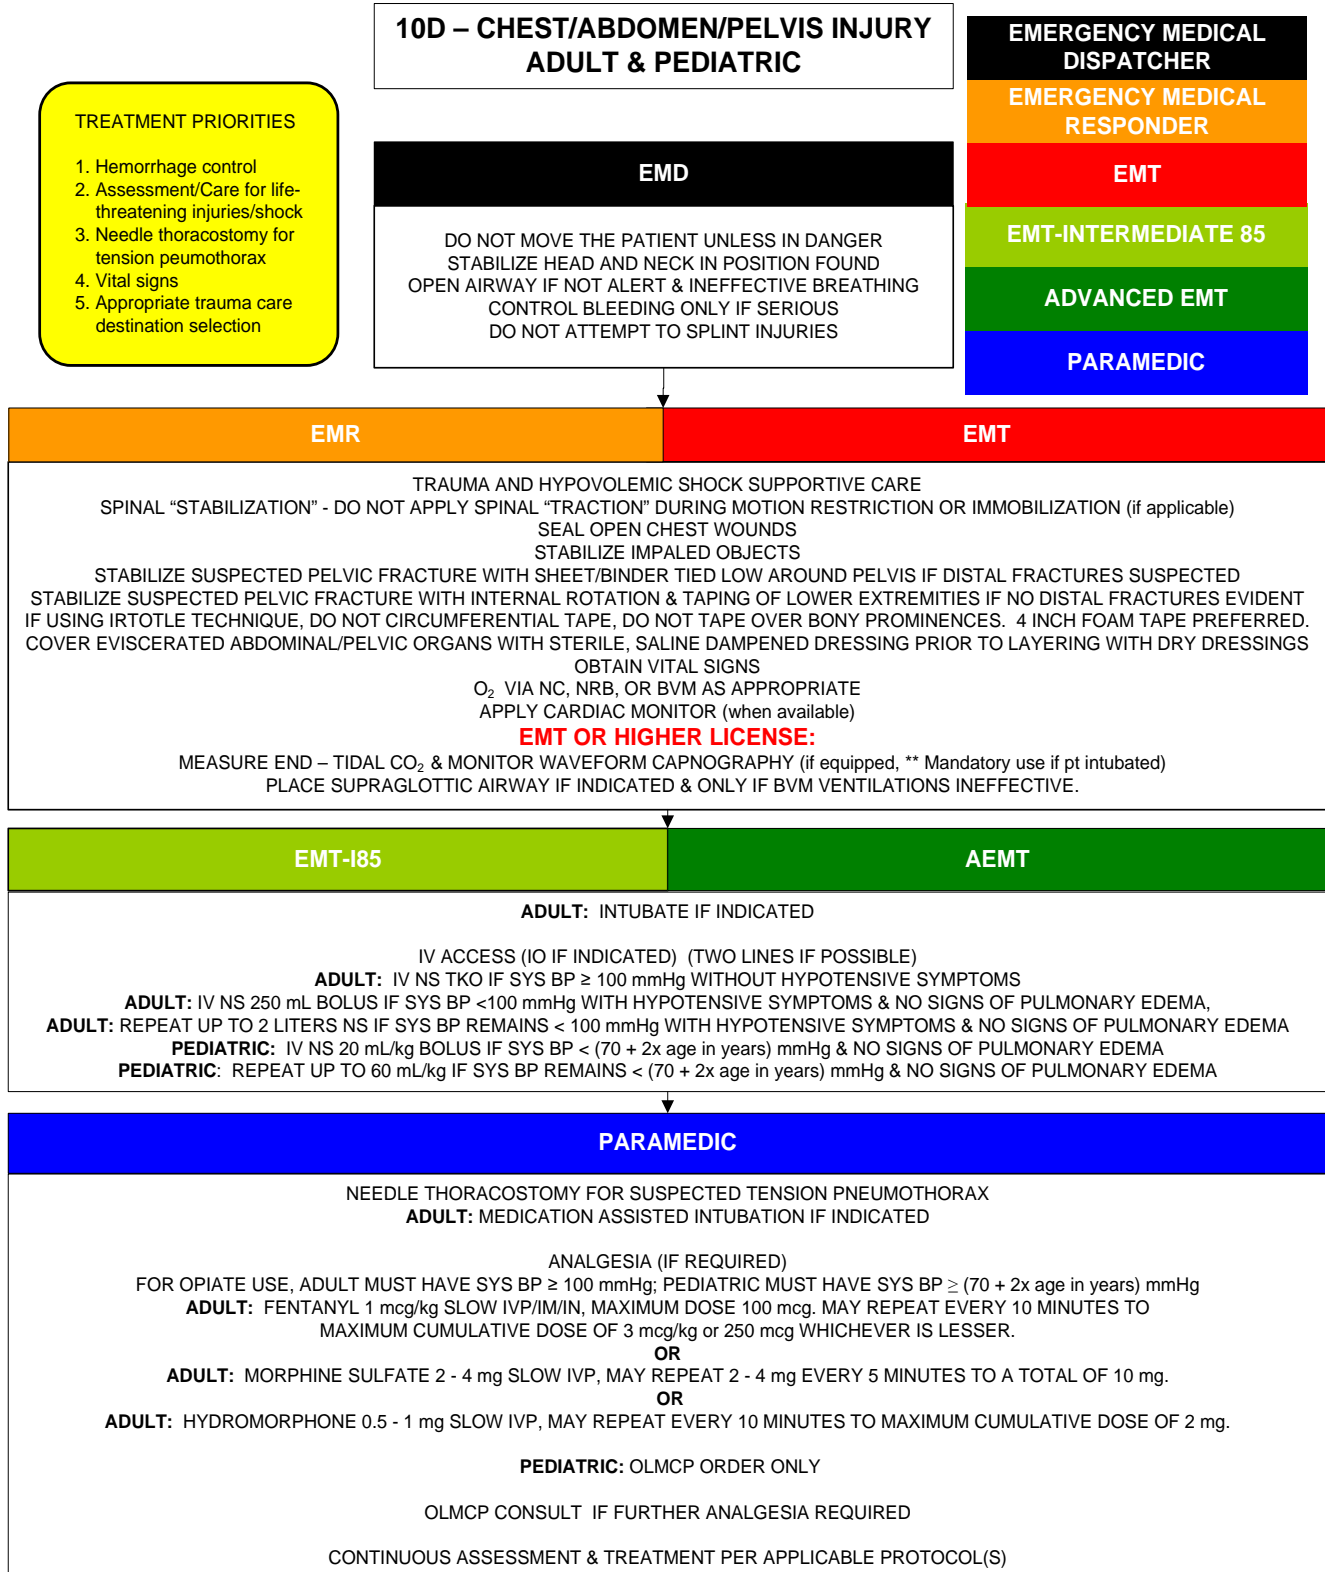 10D – CHEST/ABDOMEN/PELVIS INJURY
ADULT & PEDIATRIC
EMERGENCY MEDICAL
DISPATCHER
EMERGENCY MEDICAL
RESPONDER
EMT
EMT-INTERMEDIATE 85
ADVANCED EMT
PARAMEDIC
TREATMENT PRIORITIES
1. Hemorrhage control
2. Assessment/Care for life-
threatening injuries/shock
3. Needle thoracostomy for
tension peumothorax
4. Vital signs
5. Appropriate trauma care
destination selection
EMD
DO NOT MOVE THE PATIENT UNLESS IN DANGER
STABILIZE HEAD AND NECK IN POSITION FOUND
OPEN AIRWAY IF NOT ALERT & INEFFECTIVE BREATHING
CONTROL BLEEDING ONLY IF SERIOUS
DO NOT ATTEMPT TO SPLINT INJURIES
EMR
EMT
TRAUMA AND HYPOVOLEMIC SHOCK SUPPORTIVE CARE
SPINAL “STABILIZATION” - DO NOT APPLY SPINAL “TRACTION” DURING MOTION RESTRICTION OR IMMOBILIZATION (if applicable)
SEAL OPEN CHEST WOUNDS
STABILIZE IMPALED OBJECTS
STABILIZE SUSPECTED PELVIC FRACTURE WITH SHEET/BINDER TIED LOW AROUND PELVIS IF DISTAL FRACTURES SUSPECTED
STABILIZE SUSPECTED PELVIC FRACTURE WITH INTERNAL ROTATION & TAPING OF LOWER EXTREMITIES IF NO DISTAL FRACTURES EVIDENT
IF USING IRTOTLE TECHNIQUE, DO NOT CIRCUMFERENTIAL TAPE, DO NOT TAPE OVER BONY PROMINENCES. 4 INCH FOAM TAPE PREFERRED.
COVER EVISCERATED ABDOMINAL/PELVIC ORGANS WITH STERILE, SALINE DAMPENED DRESSING PRIOR TO LAYERING WITH DRY DRESSINGS
OBTAIN VITAL SIGNS
O₂ VIA NC, NRB, OR BVM AS APPROPRIATE
APPLY CARDIAC MONITOR (when available)
EMT OR HIGHER LICENSE:
MEASURE END – TIDAL CO₂ & MONITOR WAVEFORM CAPNOGRAPHY (if equipped, ** Mandatory use if pt intubated)
PLACE SUPRAGLOTTIC AIRWAY IF INDICATED & ONLY IF BVM VENTILATIONS INEFFECTIVE.
EMT-I85
AEMT
ADULT: INTUBATE IF INDICATED
IV ACCESS (IO IF INDICATED) (TWO LINES IF POSSIBLE)
ADULT: IV NS TKO IF SYS BP ≥ 100 mmHg WITHOUT HYPOTENSIVE SYMPTOMS
ADULT: IV NS 250 mL BOLUS IF SYS BP <100 mmHg WITH HYPOTENSIVE SYMPTOMS & NO SIGNS OF PULMONARY EDEMA,
ADULT: REPEAT UP TO 2 LITERS NS IF SYS BP REMAINS < 100 mmHg WITH HYPOTENSIVE SYMPTOMS & NO SIGNS OF PULMONARY EDEMA
PEDIATRIC: IV NS 20 mL/kg BOLUS IF SYS BP < (70 + 2x age in years) mmHg & NO SIGNS OF PULMONARY EDEMA
PEDIATRIC: REPEAT UP TO 60 mL/kg IF SYS BP REMAINS < (70 + 2x age in years) mmHg & NO SIGNS OF PULMONARY EDEMA
PARAMEDIC
NEEDLE THORACOSTOMY FOR SUSPECTED TENSION PNEUMOTHORAX
ADULT: MEDICATION ASSISTED INTUBATION IF INDICATED
ANALGESIA (IF REQUIRED)
FOR OPIATE USE, ADULT MUST HAVE SYS BP ≥ 100 mmHg; PEDIATRIC MUST HAVE SYS BP ≥ (70 + 2x age in years) mmHg
ADULT: FENTANYL 1 mcg/kg SLOW IVP/IM/IN, MAXIMUM DOSE 100 mcg. MAY REPEAT EVERY 10 MINUTES TO
MAXIMUM CUMULATIVE DOSE OF 3 mcg/kg or 250 mcg WHICHEVER IS LESSER.
OR
ADULT: MORPHINE SULFATE 2 - 4 mg SLOW IVP, MAY REPEAT 2 - 4 mg EVERY 5 MINUTES TO A TOTAL OF 10 mg.
OR
ADULT: HYDROMORPHONE 0.5 - 1 mg SLOW IVP, MAY REPEAT EVERY 10 MINUTES TO MAXIMUM CUMULATIVE DOSE OF 2 mg.
PEDIATRIC: OLMCP ORDER ONLY
OLMCP CONSULT IF FURTHER ANALGESIA REQUIRED
CONTINUOUS ASSESSMENT & TREATMENT PER APPLICABLE PROTOCOL(S)